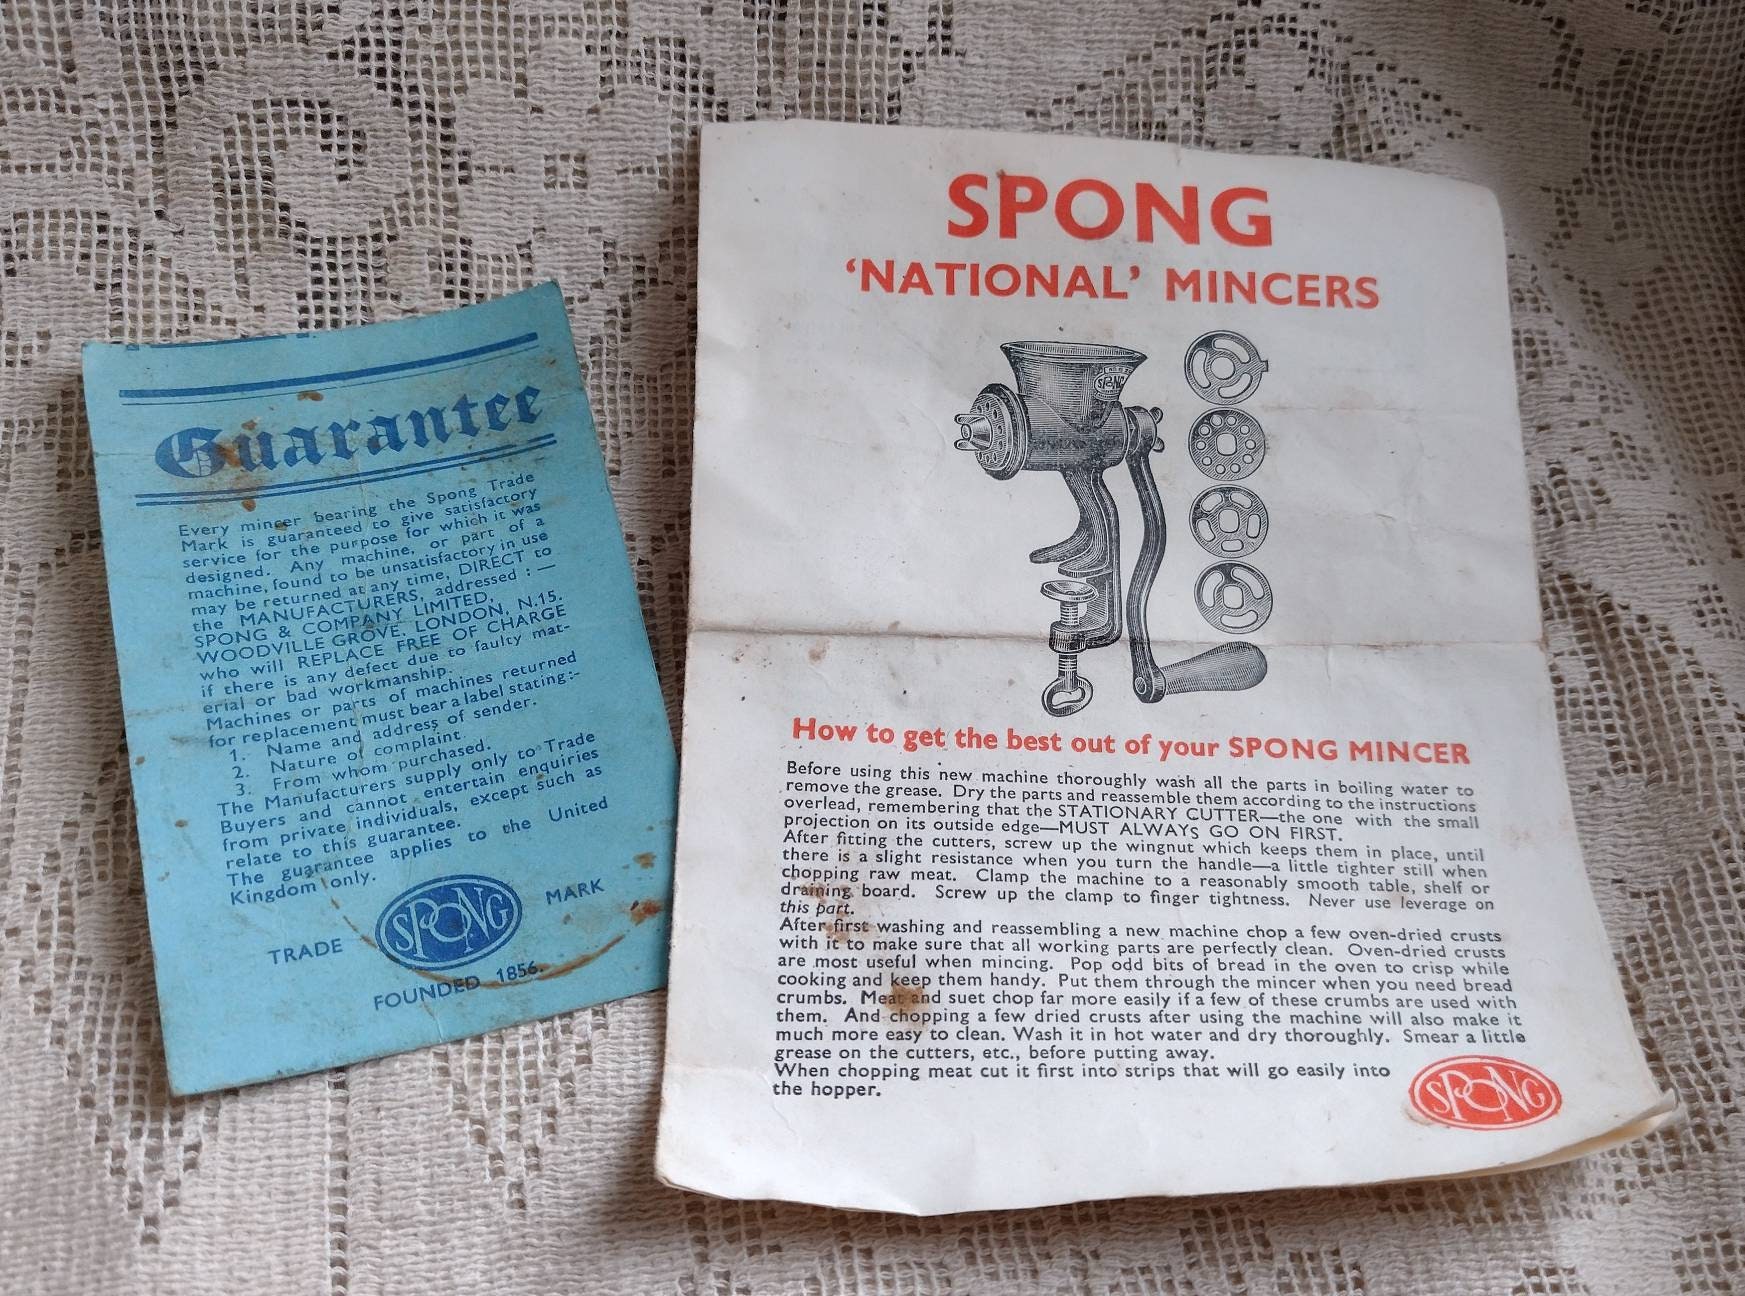 Guarantee
Every mincer bearing the Spong Trade
Mark is guaranteed to give satisfactory
service for the purpose for which it was
designed. Any machine, or part of a
machine, found to be unsatisfactory in use
may be returned at any time, DIRECT to
the MANUFACTURERS, addressed : —
SPONG & COMPANY LIMITED,
WOODVILLE GROVE, LONDON, N.15.
who will REPLACE FREE OF CHARGE
if there is any defect due to faulty mat-
erial or bad workmanship.
Machines or parts of machines returned
for replacement must bear a label stating:-
1. Name and address of sender.
2. Nature of complaint.
3. From whom purchased.
The Manufacturers supply only to Trade
Buyers and cannot entertain enquiries
from private individuals, except such as
relate to this guarantee.
The guarantee applies to the United
Kingdom only.
TRADE SPONG MARK
FOUNDED 1856.
SPONG
‘NATIONAL’ MINCERS
SPONG
How to get the best out of your SPONG MINCER
Before using this new machine thoroughly wash all the parts in boiling water to
remove the grease. Dry the parts and reassemble them according to the instructions
overlead, remembering that the STATIONARY CUTTER—the one with the small
projection on its outside edge—MUST ALWAYS GO ON FIRST.
After fitting the cutters, screw up the wingnut which keeps them in place, until
there is a slight resistance when you turn the handle—a little tighter still when
chopping raw meat. Clamp the machine to a reasonably smooth table, shelf or
draining board. Screw up the clamp to finger tightness. Never use leverage on
this part.
After first washing and reassembling a new machine chop a few oven-dried crusts
with it to make sure that all working parts are perfectly clean. Oven-dried crusts
are most useful when mincing. Pop odd bits of bread in the oven to crisp while
cooking and keep them handy. Put them through the mincer when you need bread
crumbs. Meat and suet chop far more easily if a few of these crumbs are used with
them. And chopping a few dried crusts after using the machine will also make it
much more easy to clean. Wash it in hot water and dry thoroughly. Smear a little
grease on the cutters, etc., before putting away.
When chopping meat cut it first into strips that will go easily into
the hopper.
SPONG